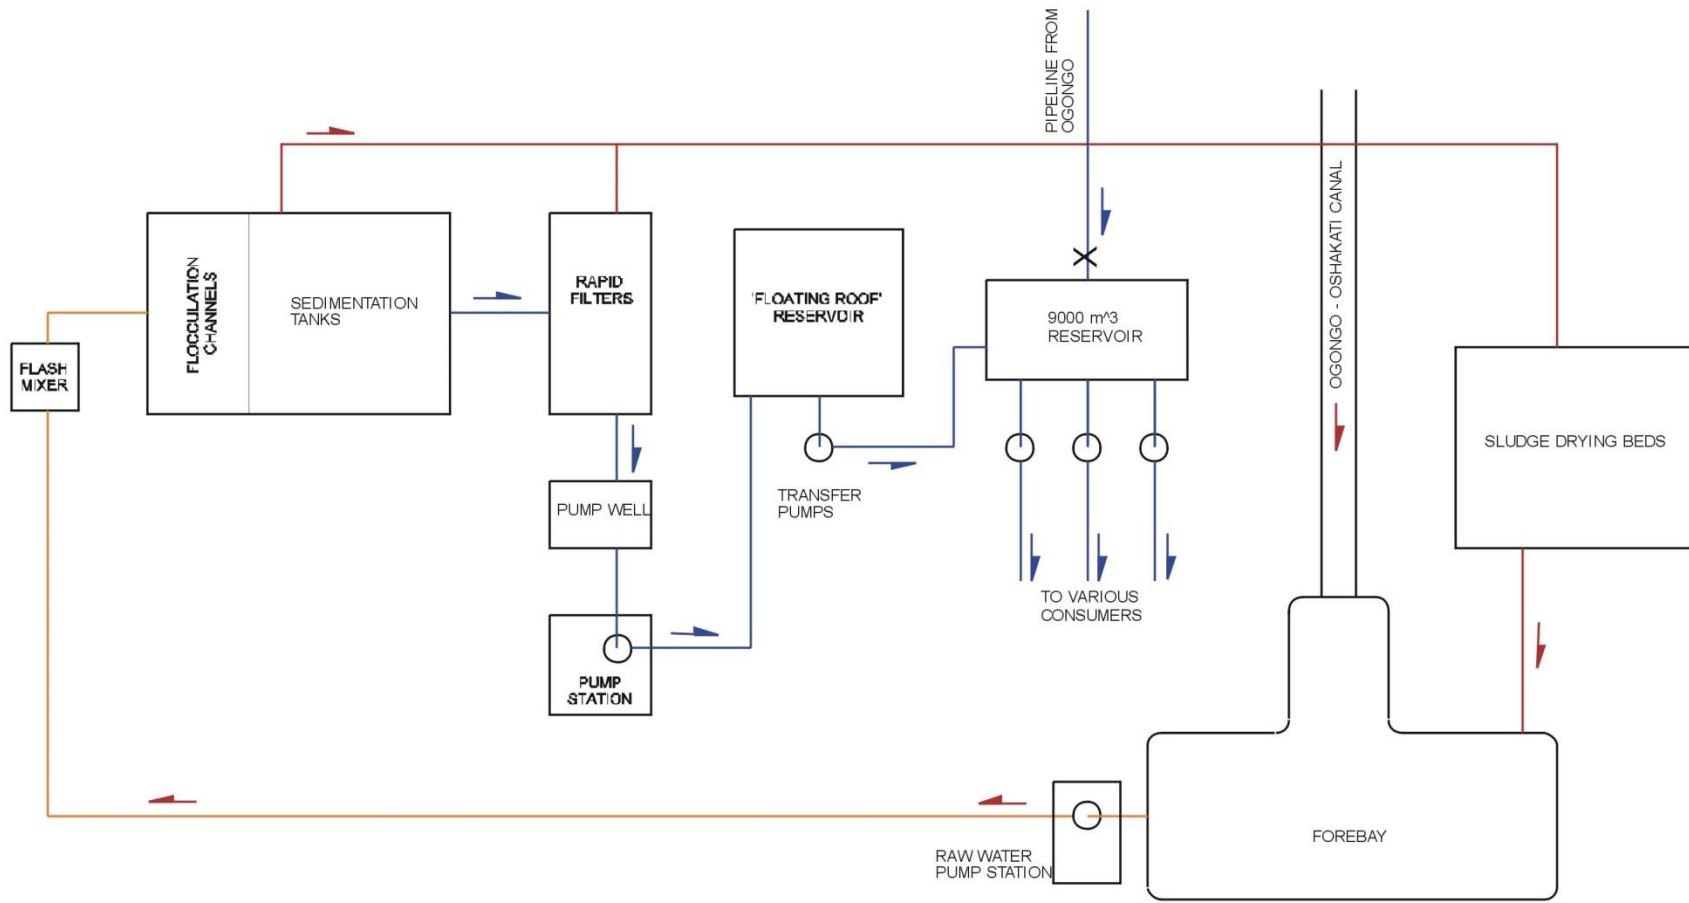 PIPELINE FROM
OGONGO
OGONGO - OSHAKATI CANAL
FLOCCULATION
CHANNELS
SEDIMENTATION
TANKS
RAPID
FILTERS
'FLOATING ROOF'
RESERVOIR
9000 m^3
RESERVOIR
FLASH
MIXER
SLUDGE DRYING BEDS
PUMP WELL
TRANSFER
PUMPS
TO VARIOUS
CONSUMERS
PUMP
STATION
RAW WATER
PUMP STATION
FOREBAY